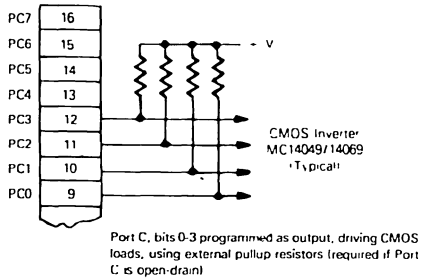 PC7 16
PC6 15
+ V
PC5 14
PC4 13
PC3 12
CMOS Inverter
PC2 11
MC14049/14069
(Typical)
PC1 10
PC0 9
Port C, bits 0-3 programmed as output, driving CMOS
loads, using external pullup resistors (required if Port
C is open-drain)